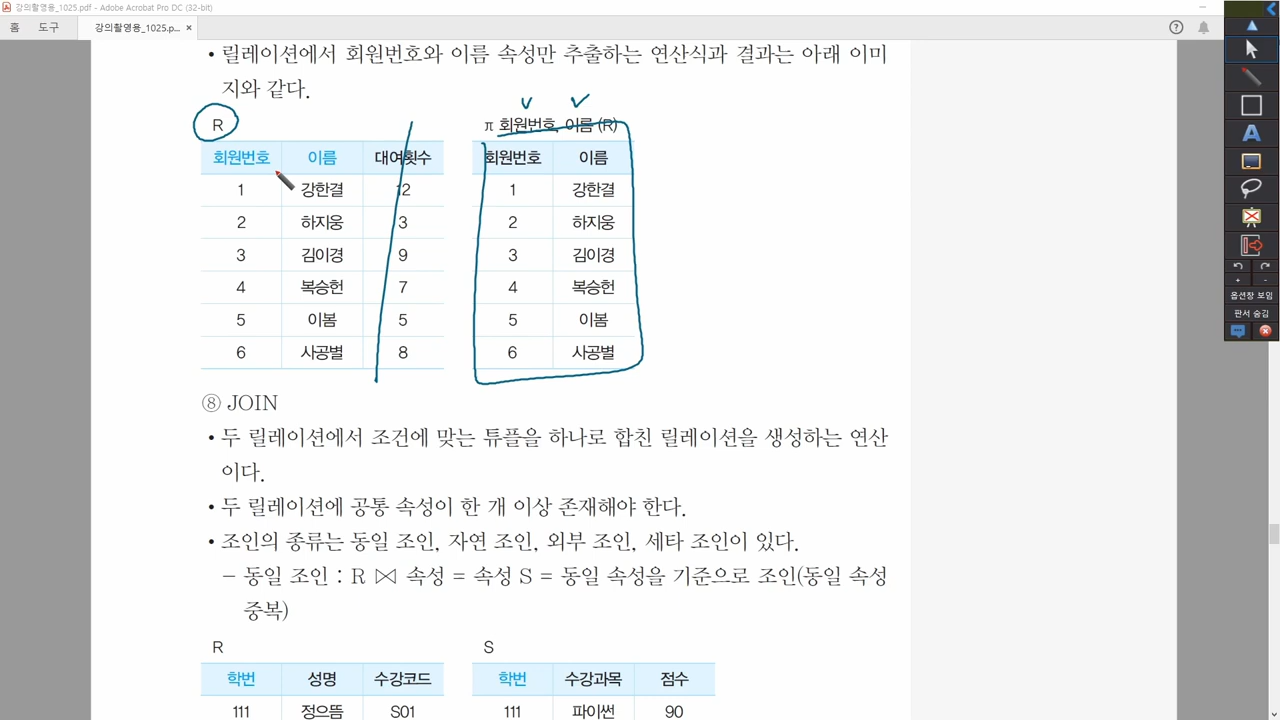 강의촬영용_1025.pdf - Adobe Acrobat Pro DC (32-bit)
홈 도구 강의촬영용_1025.p... ×
• 릴레이션에서 회원번호와 이름 속성만 추출하는 연산식과 결과는 아래 이미
지와 같다.
R
회원번호 이름 대여횟수
1 강한결 12
2 하지웅 3
3 김이경 9
4 복승헌 7
5 이봄 5
6 사공별 8
π 회원번호, 이름 (R)
회원번호 이름
1 강한결
2 하지웅
3 김이경
4 복승헌
5 이봄
6 사공별
⑧ JOIN
• 두 릴레이션에서 조건에 맞는 튜플을 하나로 합친 릴레이션을 생성하는 연산
이다.
• 두 릴레이션에 공통 속성이 한 개 이상 존재해야 한다.
• 조인의 종류는 동일 조인, 자연 조인, 외부 조인, 세타 조인이 있다.
– 동일 조인 : R ⋈ 속성 = 속성 S = 동일 속성을 기준으로 조인(동일 속성
중복)
R
학번 성명 수강코드
111 정으뜸 S01
S
학번 수강과목 점수
111 파이썬 90
A
+ -
옵션장 보임
판서 숨김